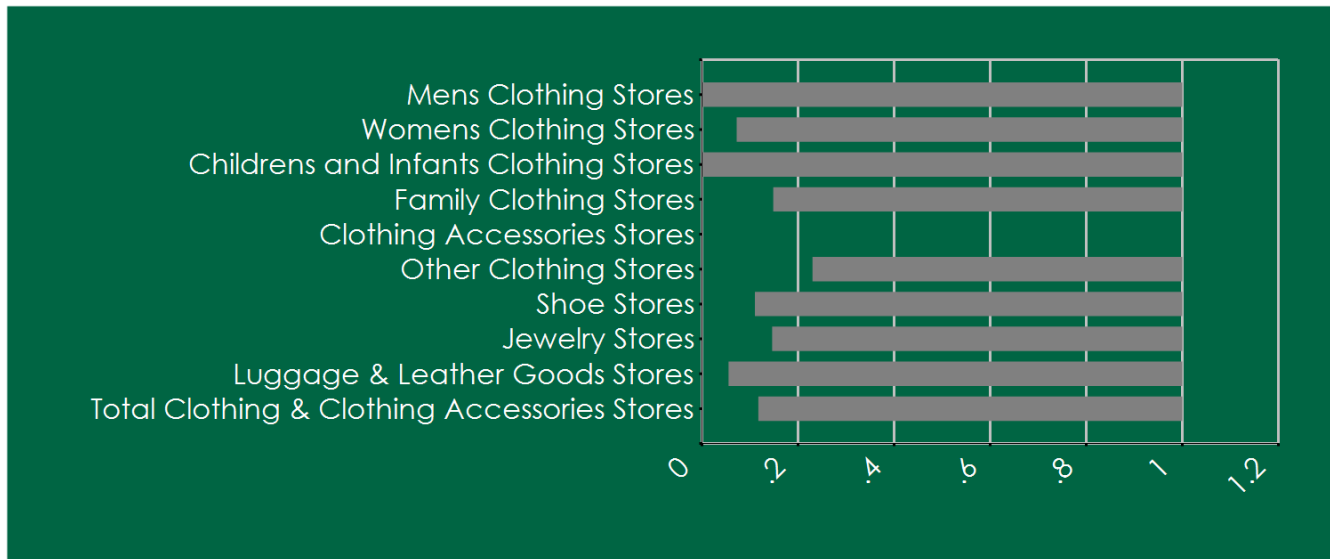 Mens Clothing Stores
Womens Clothing Stores
Childrens and Infants Clothing Stores
Family Clothing Stores
Clothing Accessories Stores
Other Clothing Stores
Shoe Stores
Jewelry Stores
Luggage & Leather Goods Stores
Total Clothing & Clothing Accessories Stores
0 .2 .4 .6 .8 1 1.2